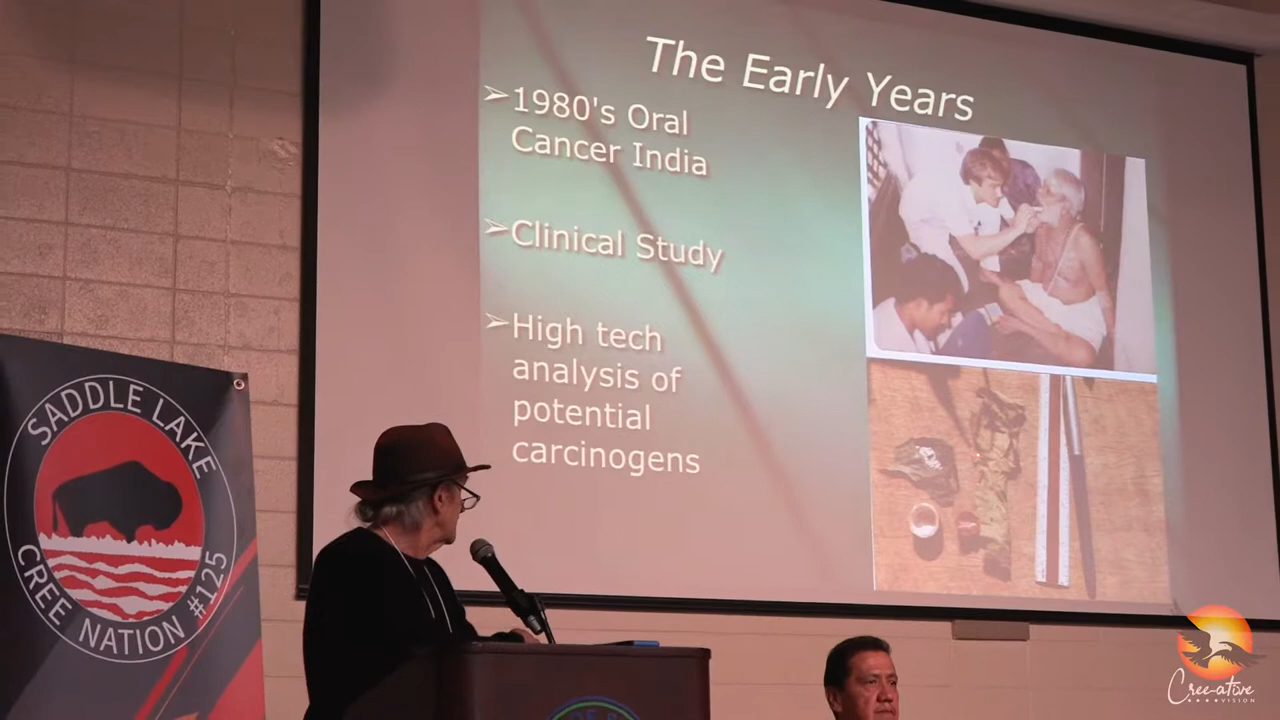 The Early Years
➢1980's Oral
Cancer India
➢Clinical Study
➢High tech
analysis of
potential
carcinogens
SADDLE LAKE
CREE NATION #125
Cree-ative
VISION